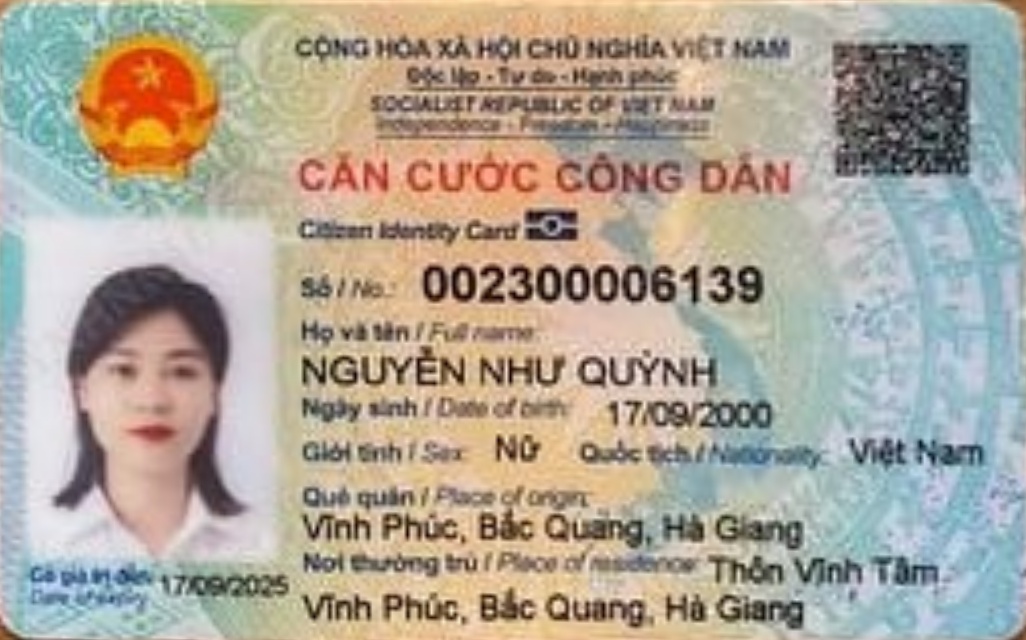 CỘNG HÒA XÃ HỘI CHỦ NGHĨA VIỆT NAM
Độc lập - Tự do - Hạnh phúc
SOCIALIST REPUBLIC OF VIET NAM
Independence - Freedom - Happiness
CĂN CƯỚC CÔNG DÂN
Citizen Identity Card
Số / No.: 002300006139
Họ và tên / Full name:
NGUYỄN NHƯ QUỲNH
Ngày sinh / Date of birth: 17/09/2000
Giới tính / Sex: Nữ Quốc tịch / Nationality: Việt Nam
Quê quán / Place of origin:
Vĩnh Phúc, Bắc Quang, Hà Giang
Nơi thường trú / Place of residence: Thôn Vĩnh Tâm,
Vĩnh Phúc, Bắc Quang, Hà Giang
Có giá trị đến: 17/09/2025
Date of expiry